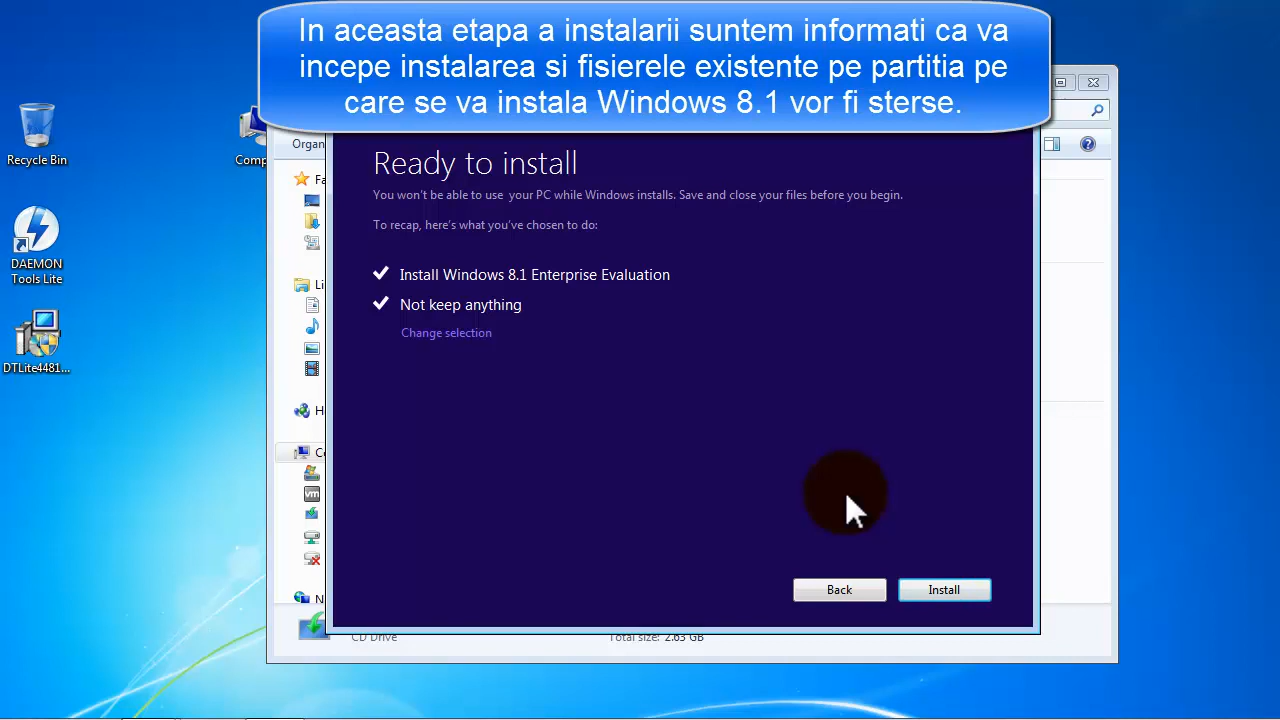 In aceasta etapa a instalarii suntem informati ca va
incepe instalarea si fisierele existente pe partitia pe
care se va instala Windows 8.1 vor fi sterse.
Recycle Bin
Comp
DAEMON
Tools Lite
DTLite4481...
Organ
Fa
Li
H
C
N
Ready to install
You won't be able to use your PC while Windows installs. Save and close your files before you begin.
To recap, here's what you've chosen to do:
Install Windows 8.1 Enterprise Evaluation
Not keep anything
Change selection
Back
Install
CD Drive
Total size: 2.63 GB